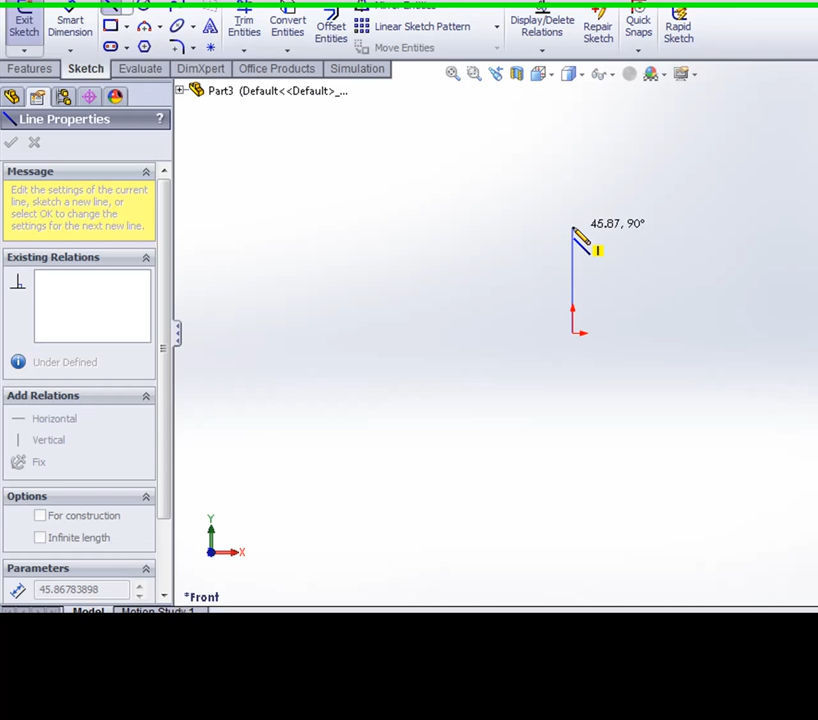 Exit
Sketch
Smart
Dimension
Trim
Entities
Convert
Entities
Offset
Entities
Linear Sketch Pattern
Move Entities
Display/Delete
Relations
Repair
Sketch
Quick
Snaps
Rapid
Sketch
Features
Sketch
Evaluate
DimXpert
Office Products
Simulation
Part3 (Default<<Default>_...
Line Properties
?
Message
Edit the settings of the current
line, sketch a new line, or
select OK to change the
settings for the next new line.
Existing Relations
Under Defined
Add Relations
Horizontal
Vertical
Fix
Options
For construction
Infinite length
Parameters
45.86783898
45.87, 90°
Y
X
*Front
Model
Motion Study 1